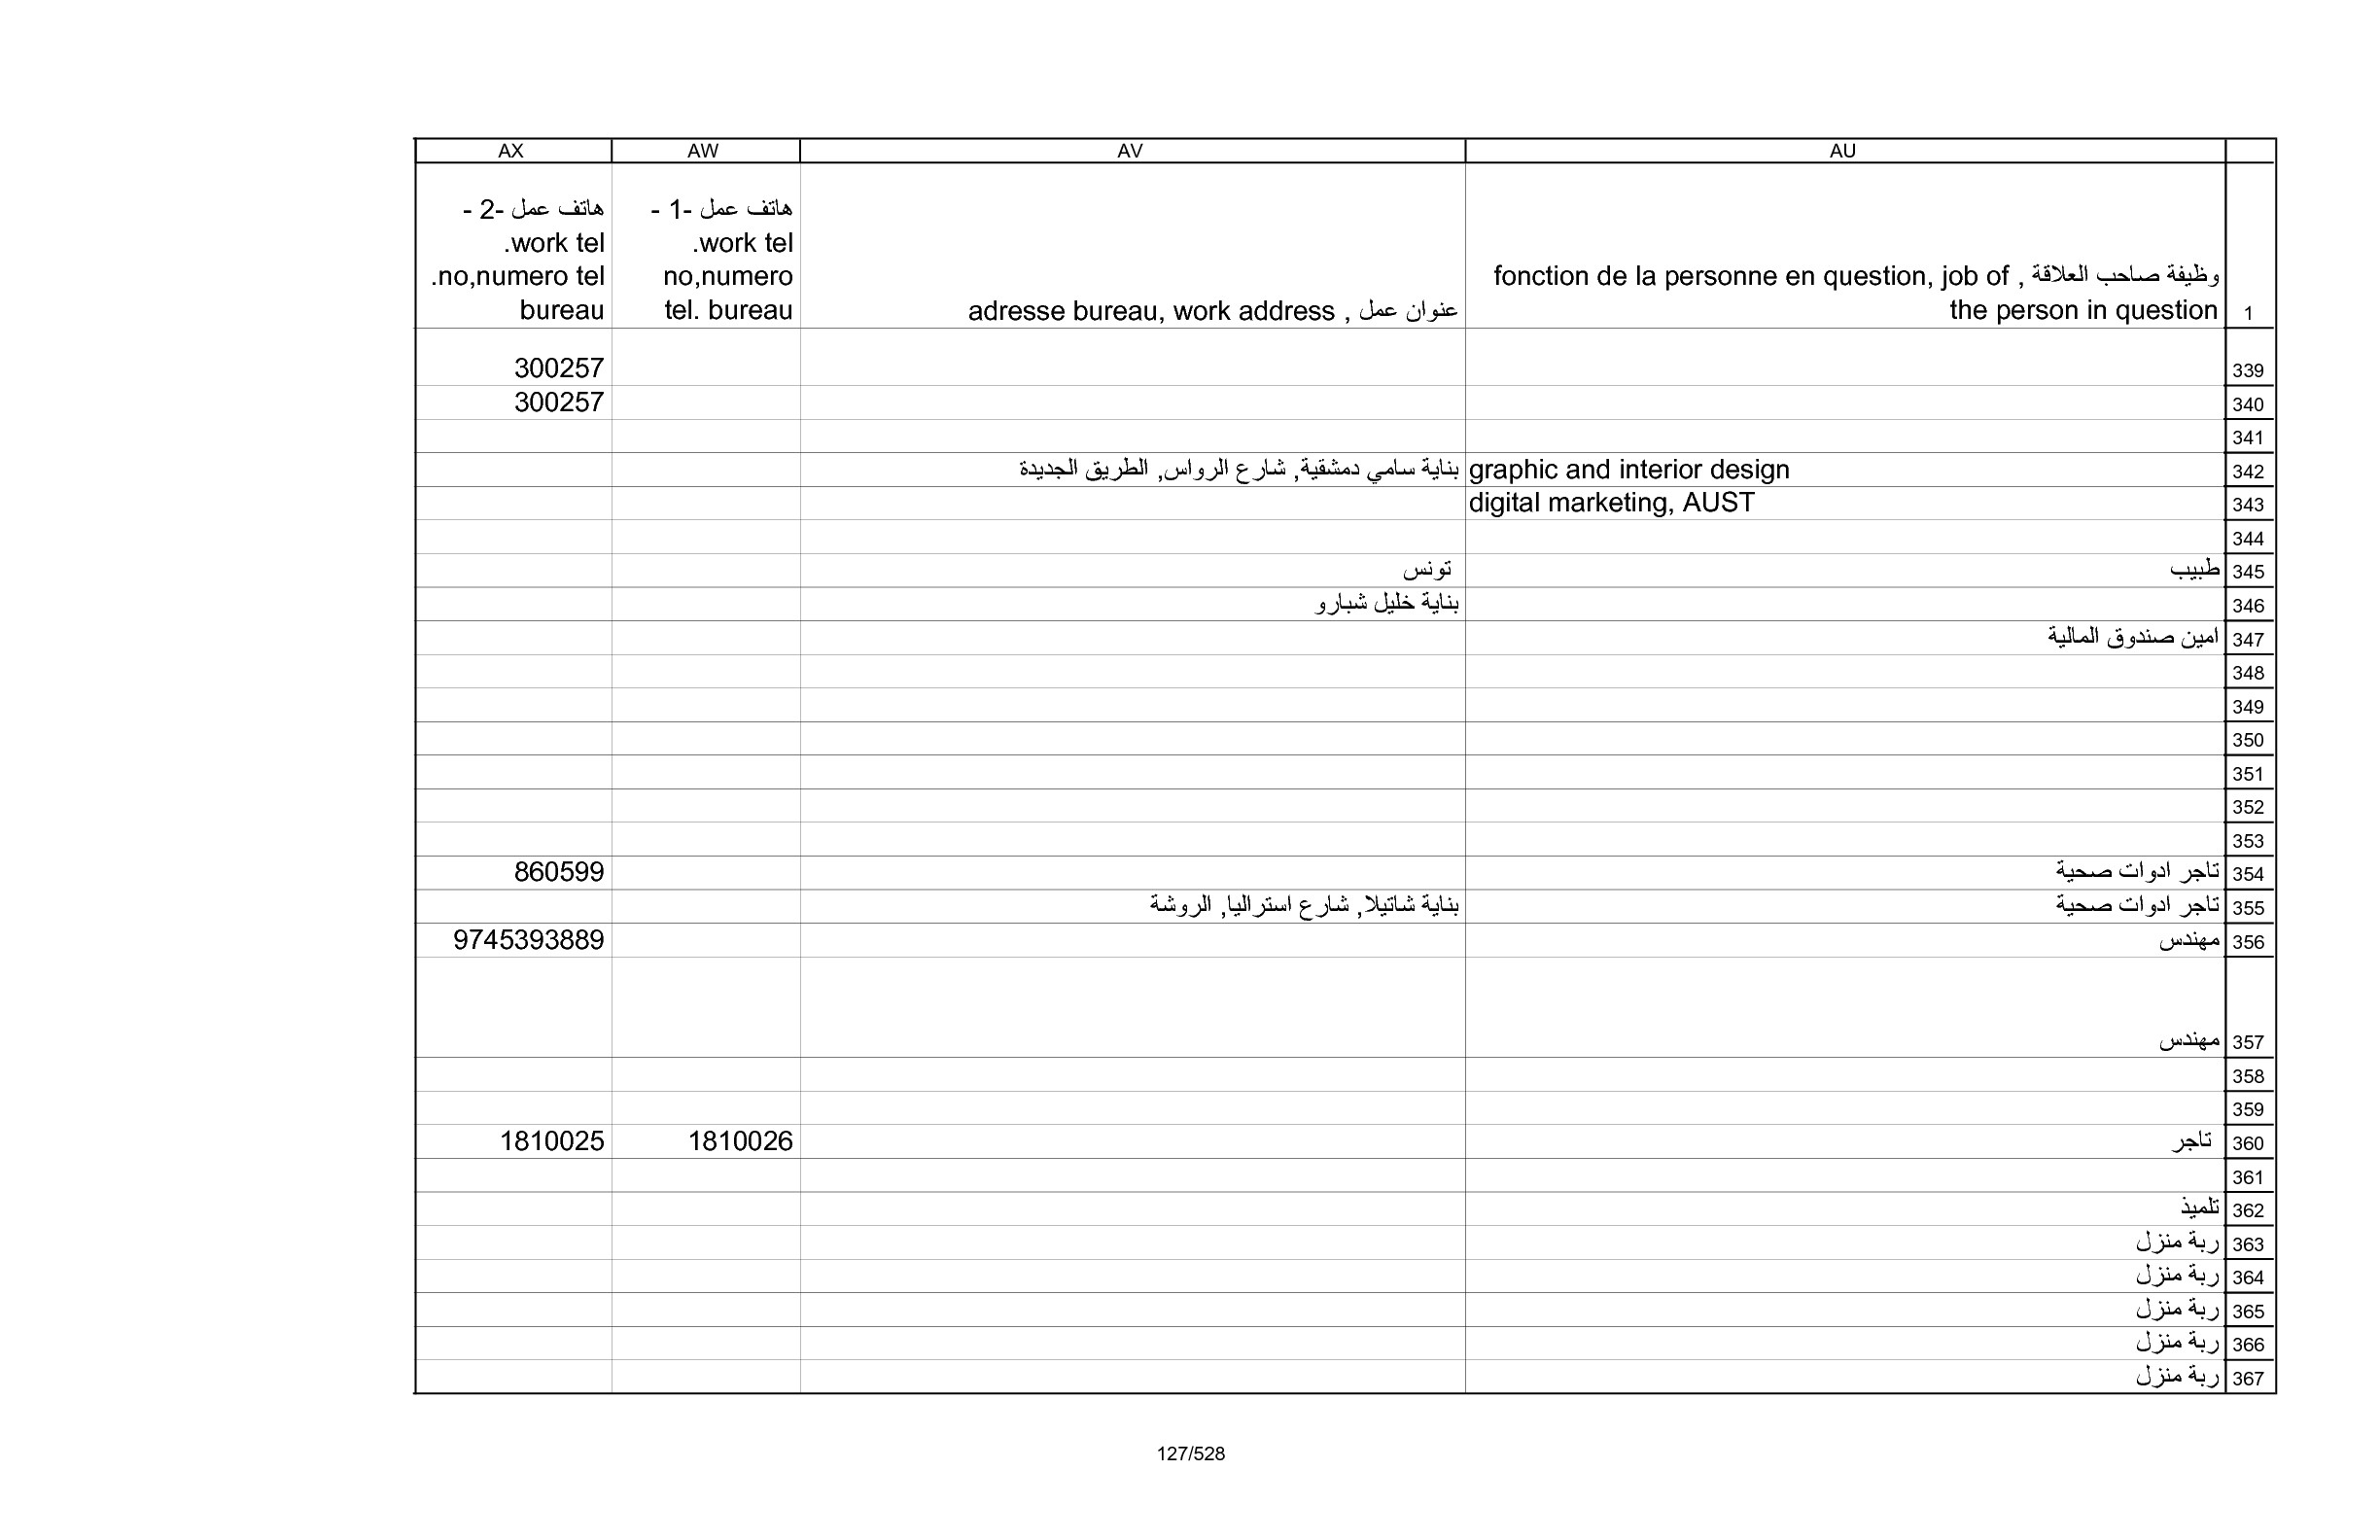 AU AV AW AX
1 وظيفة صاحب العلاقة , fonction de la personne en question, job of the person in question
عنوان عمل , adresse bureau, work address
هاتف عمل -1 - work tel. no,numero tel. bureau
هاتف عمل -2 - work tel. no,numero tel. bureau
339 300257
340 300257
341
342 graphic and interior design بناية سامي دمشقية, شارع الرواس, الطريق الجديدة
343 digital marketing, AUST
344
345 طبيب تونس
346 بناية خليل شبارو
347 امين صندوق المالية
348
349
350
351
352
353
354 تاجر ادوات صحية 860599
355 تاجر ادوات صحية بناية شاتيلا, شارع استراليا, الروشة
356 مهندس 9745393889
357 مهندس
358
359
360 تاجر 1810026 1810025
361
362 تلميذ
363 ربة منزل
364 ربة منزل
365 ربة منزل
366 ربة منزل
367 ربة منزل
127/528